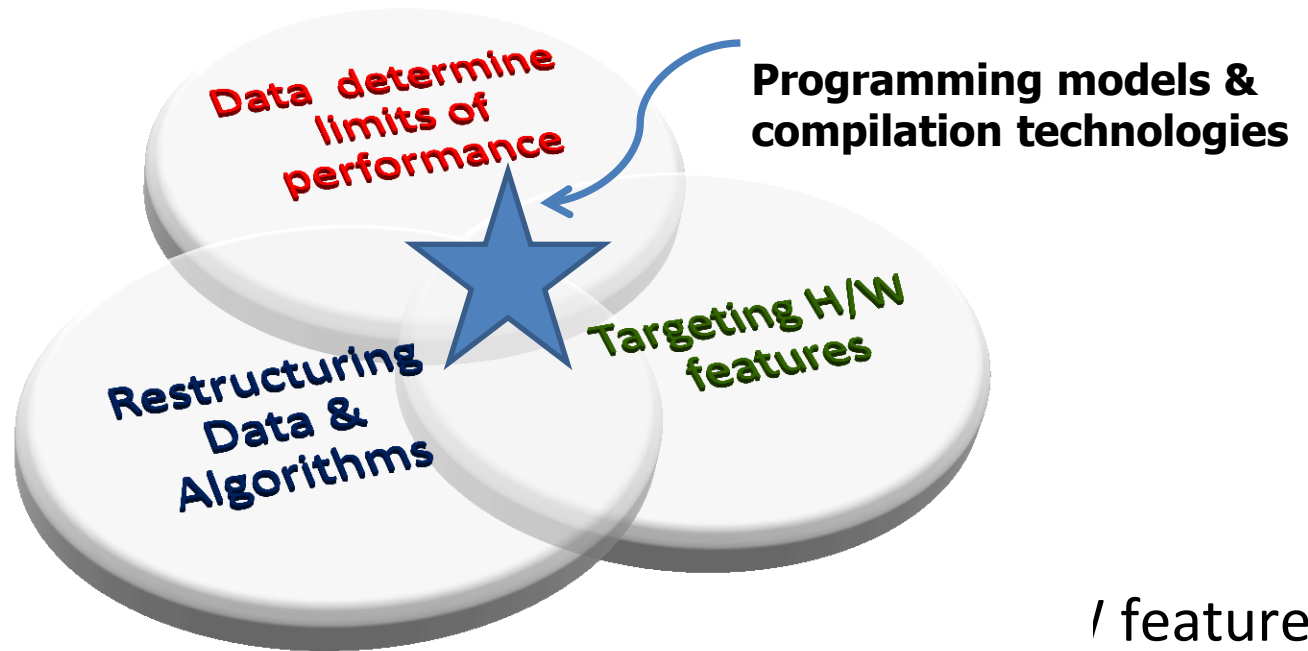 Data determine
limits of
performance
Programming models &
compilation technologies
Targeting H/W
features
Restructuring
Data &
Algorithms
feature